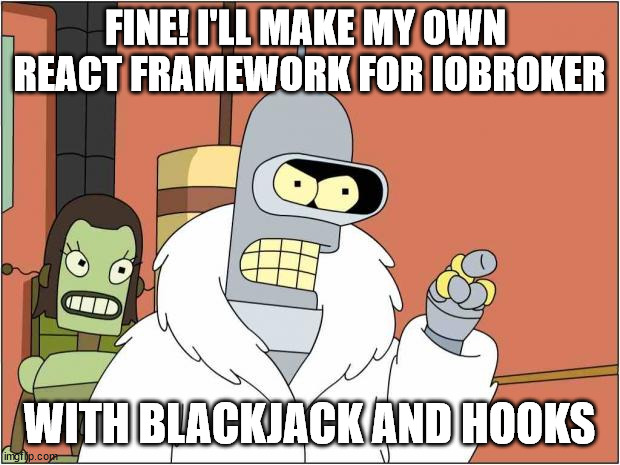 FINE! I'LL MAKE MY OWN
REACT FRAMEWORK FOR IOBROKER
WITH BLACKJACK AND HOOKS
imgflip.com